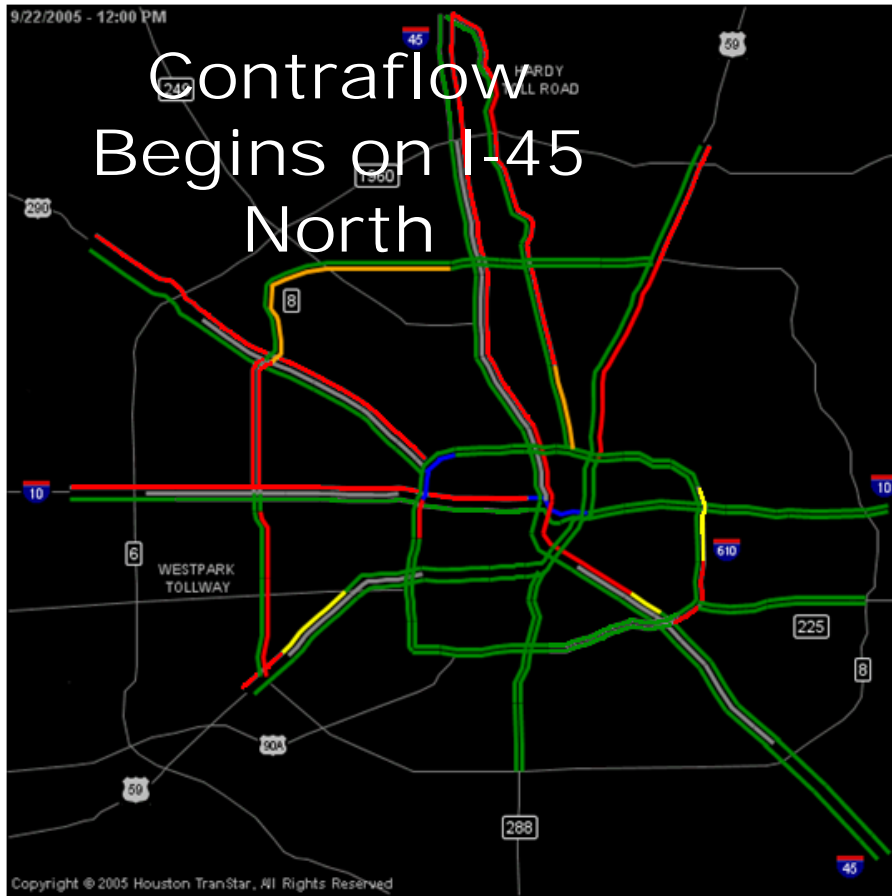 9/22/2005 - 12:00 PM
45
59
Contraflow
HARDY
TOLL ROAD
249
Begins on I-45
1960
290
North
8
10
10
6
610
WESTPARK
TOLLWAY
225
8
90A
59
288
45
Copyright © 2005 Houston TranStar, All Rights Reserved